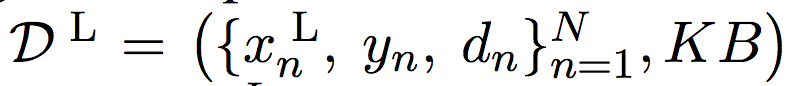 𝒟^L = ({x_n^L, y_n, d_n}_{n=1}^N, KB)